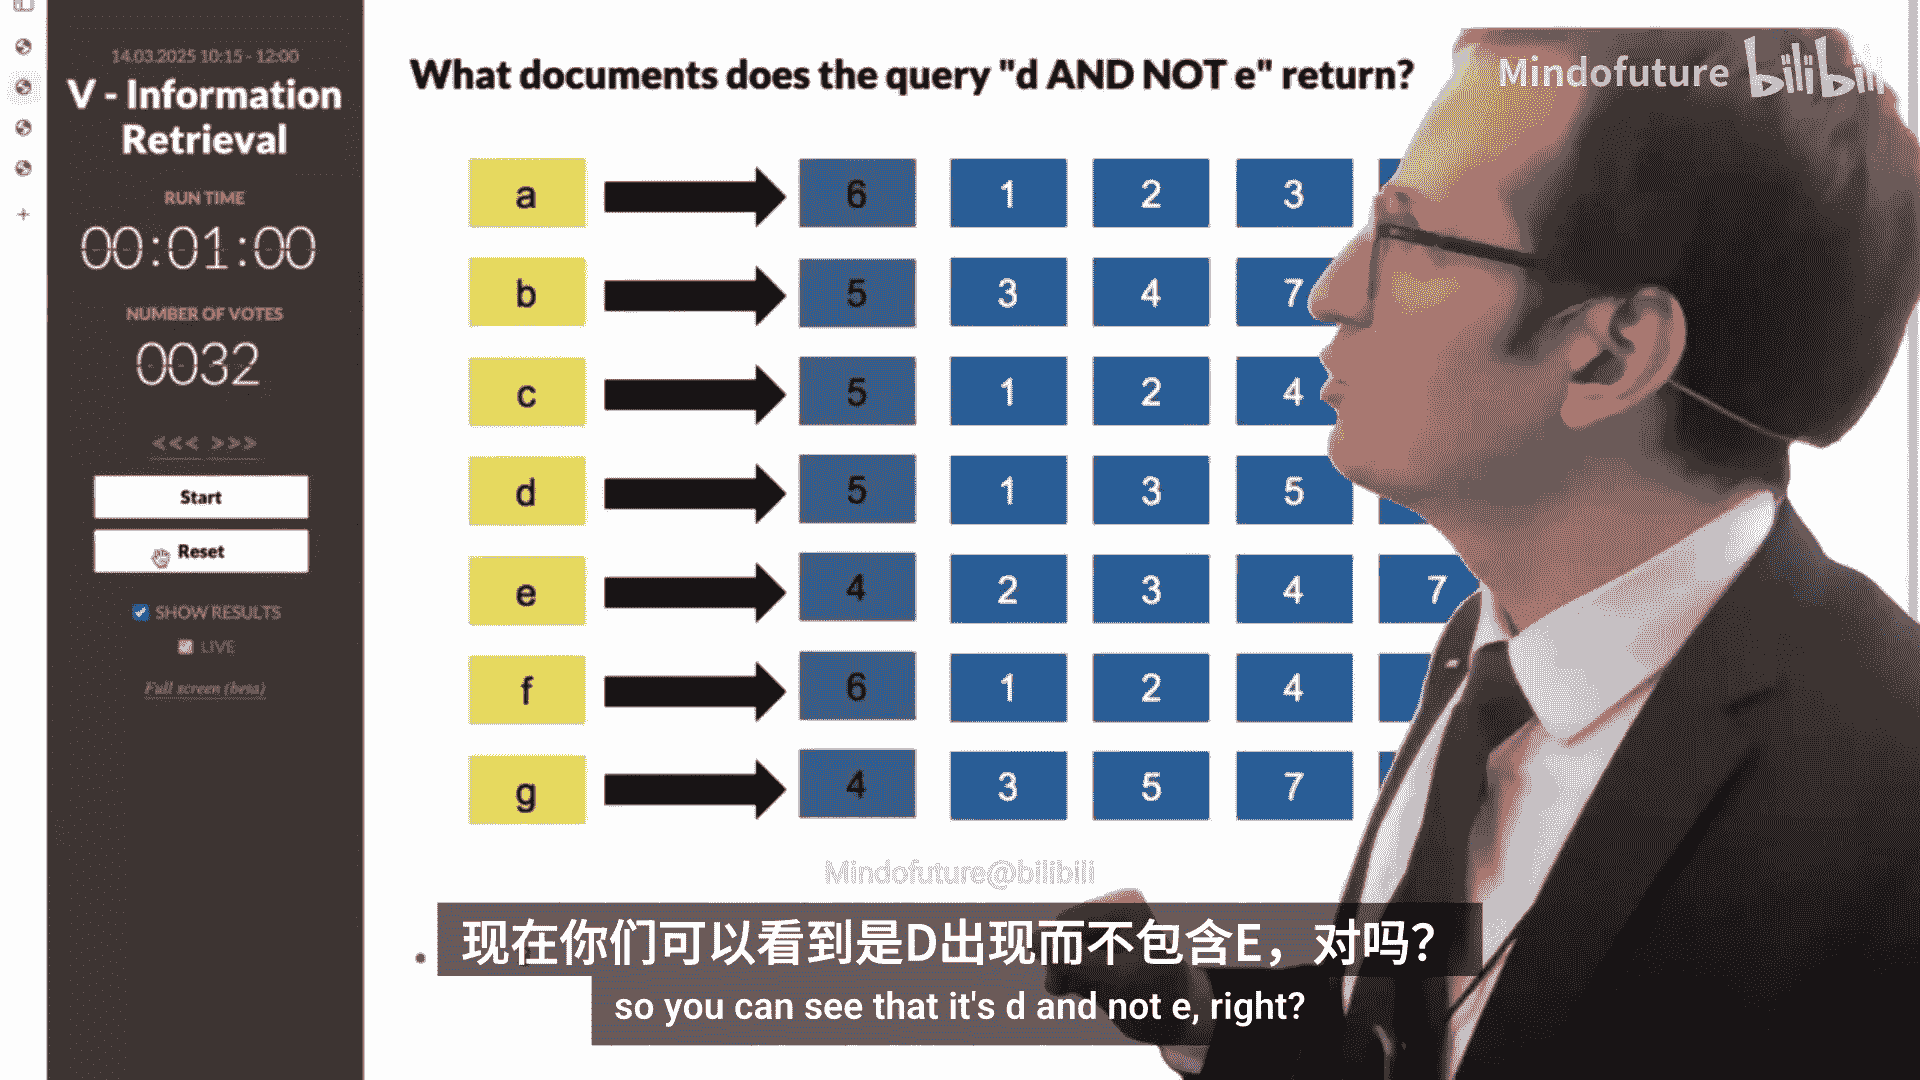 14.03.2025 10:15 - 12:00
V - Information
Retrieval
RUN TIME
00:01:00
NUMBER OF VOTES
0032
<<< >>>
Start
Reset
SHOW RESULTS
LIVE
Full screen (beta)
What documents does the query "d AND NOT e" return?
Mindofuture bilibili
a 6 1 2 3
b 5 3 4 7
c 5 1 2 4
d 5 1 3 5
e 4 2 3 4 7
f 6 1 2 4
g 4 3 5 7
Mindofuture@bilibili
现在你们可以看到是D出现而不包含E，对吗？
so you can see that it's d and not e, right?